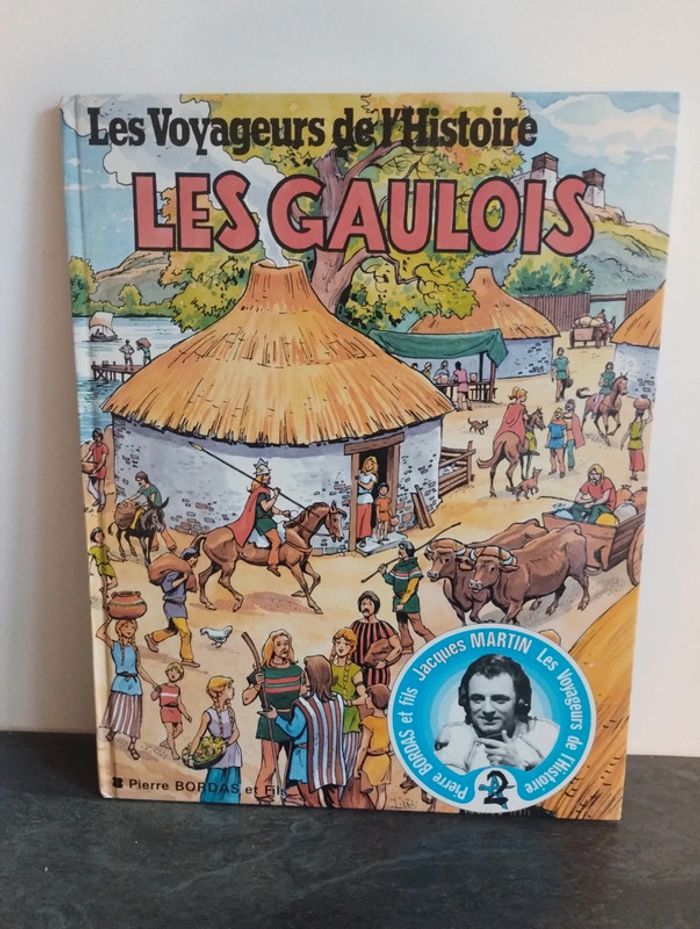 Les Voyageurs de l'Histoire
LES GAULOIS
Pierre BORDAS et fils Jacques MARTIN Les Voyageurs de l'Histoire
2
Pierre BORDAS et Fils